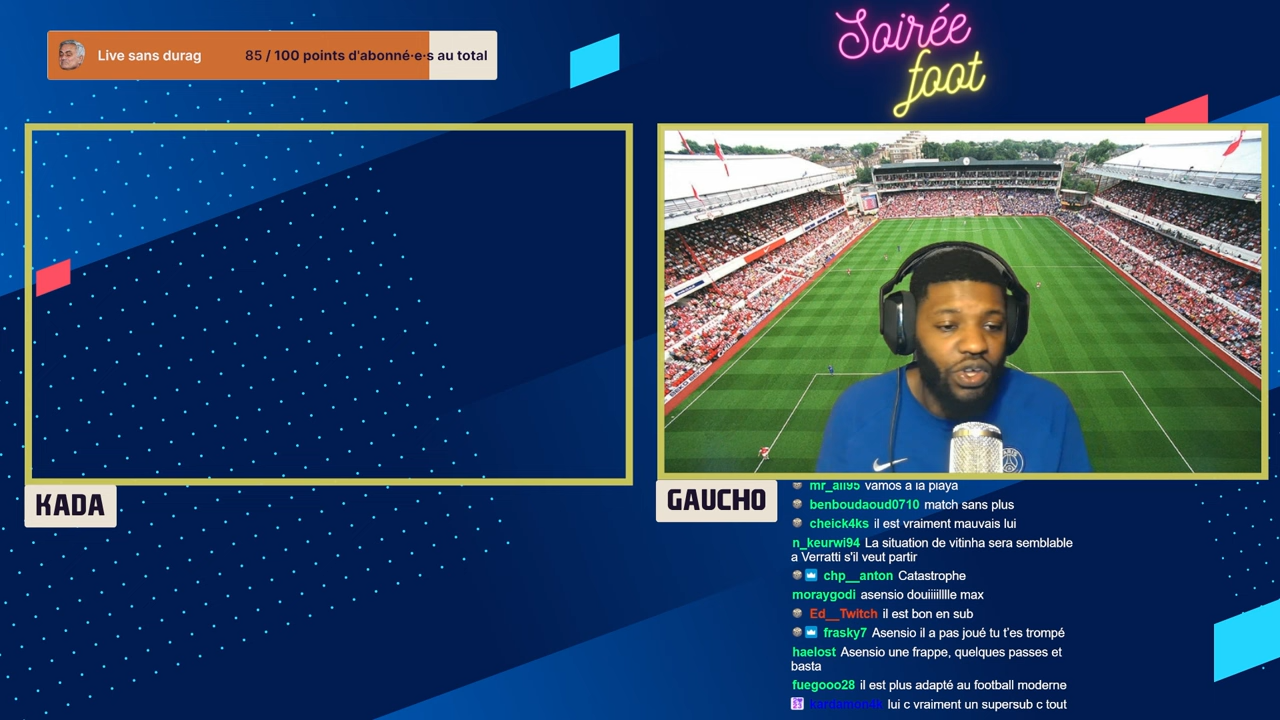 Soirée
foot
Live sans durag 85 / 100 points d'abonné·e·s au total
KADA
GAUCHO
mr_ali95 vamos a la playa
benboudaoud0710 match sans plus
cheick4ks il est vraiment mauvais lui
n_keurwi94 La situation de vitinha sera semblable
a Verratti s'il veut partir
chp__anton Catastrophe
moraygodi asensio douiiiilllle max
Ed__Twitch il est bon en sub
frasky7 Asensio il a pas joué tu t'es trompé
haelost Asensio une frappe, quelques passes et
basta
fuegooo28 il est plus adapté au football moderne
lui c vraiment un supersub c tout